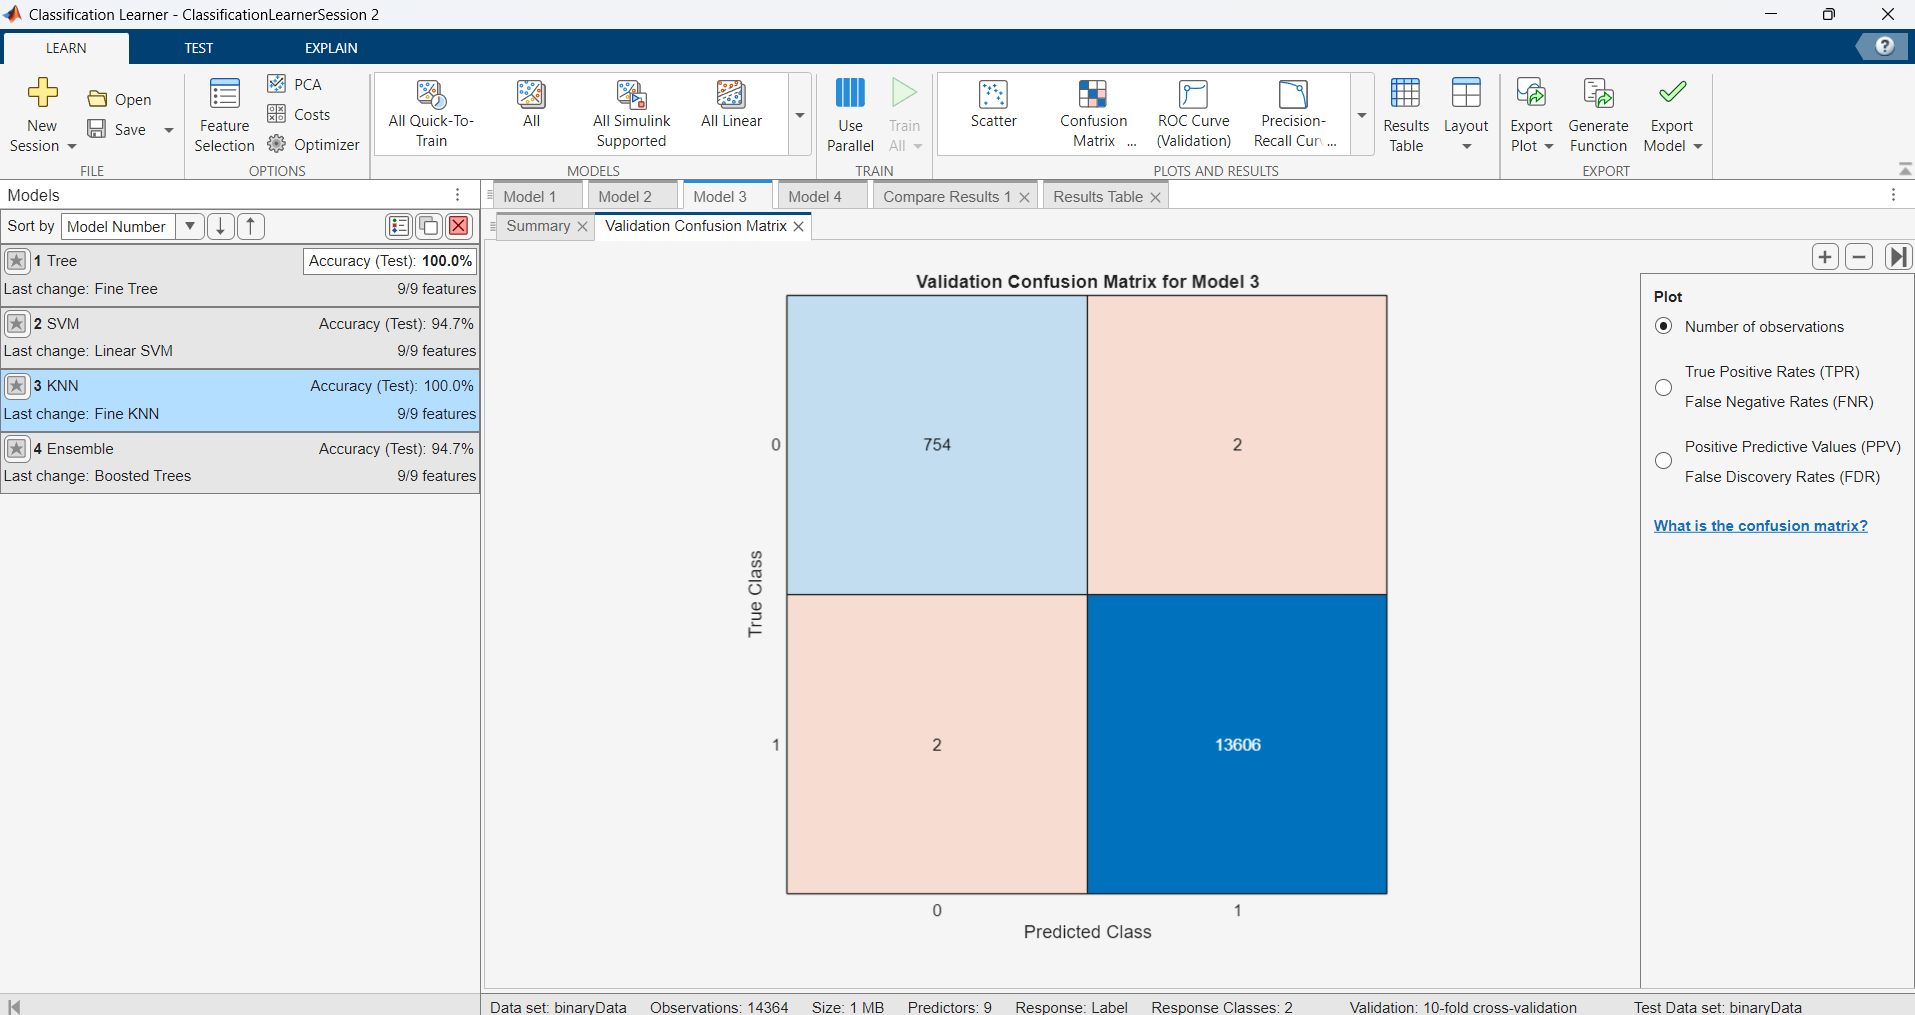 Classification Learner - ClassificationLearnerSession 2
LEARN TEST EXPLAIN
New Session
Open
Save
FILE
Feature Selection
PCA
Costs
Optimizer
OPTIONS
All Quick-To-Train
All
All Simulink Supported
All Linear
MODELS
Use Parallel
Train All
TRAIN
Scatter
Confusion Matrix ...
ROC Curve (Validation)
Precision-Recall Cur ...
PLOTS AND RESULTS
Results Table
Layout
Export Plot
Generate Function
Export Model
EXPORT
Models
Sort by Model Number
1 Tree Accuracy (Test): 100.0%
Last change: Fine Tree 9/9 features
2 SVM Accuracy (Test): 94.7%
Last change: Linear SVM 9/9 features
3 KNN Accuracy (Test): 100.0%
Last change: Fine KNN 9/9 features
4 Ensemble Accuracy (Test): 94.7%
Last change: Boosted Trees 9/9 features
Model 1 Model 2 Model 3 Model 4 Compare Results 1 Results Table
Summary Validation Confusion Matrix
Validation Confusion Matrix for Model 3
0 754 2
True Class
1 2 13606
0 1
Predicted Class
Plot
Number of observations
True Positive Rates (TPR)
False Negative Rates (FNR)
Positive Predictive Values (PPV)
False Discovery Rates (FDR)
What is the confusion matrix?
Data set: binaryData Observations: 14364 Size: 1 MB Predictors: 9 Response: Label Response Classes: 2 Validation: 10-fold cross-validation Test Data set: binaryData